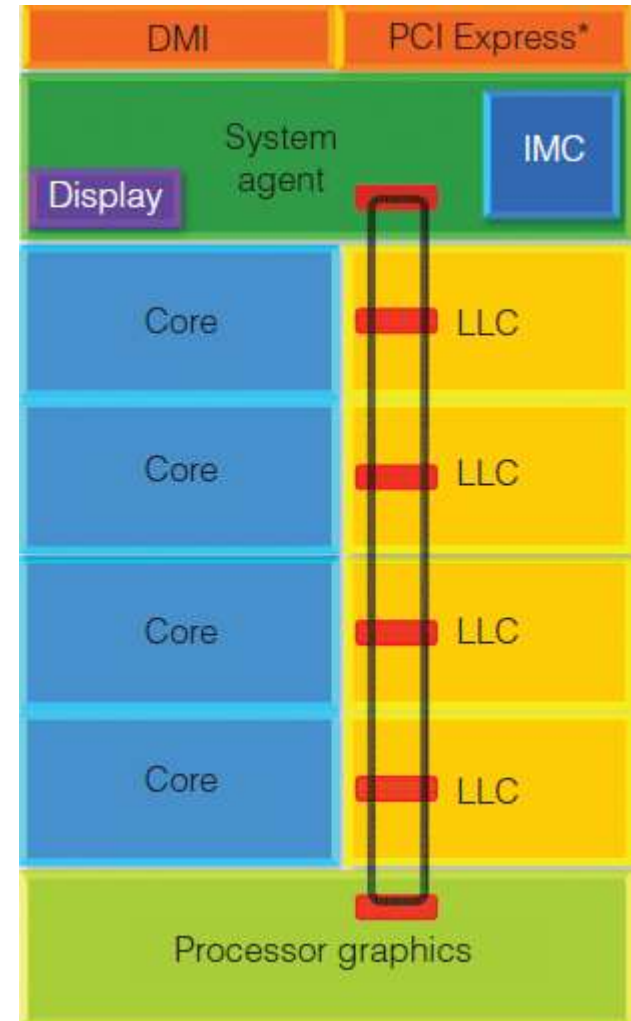 DMI
PCI Express*
System
agent
IMC
Display
Core
LLC
Core
LLC
Core
LLC
Core
LLC
Processor graphics